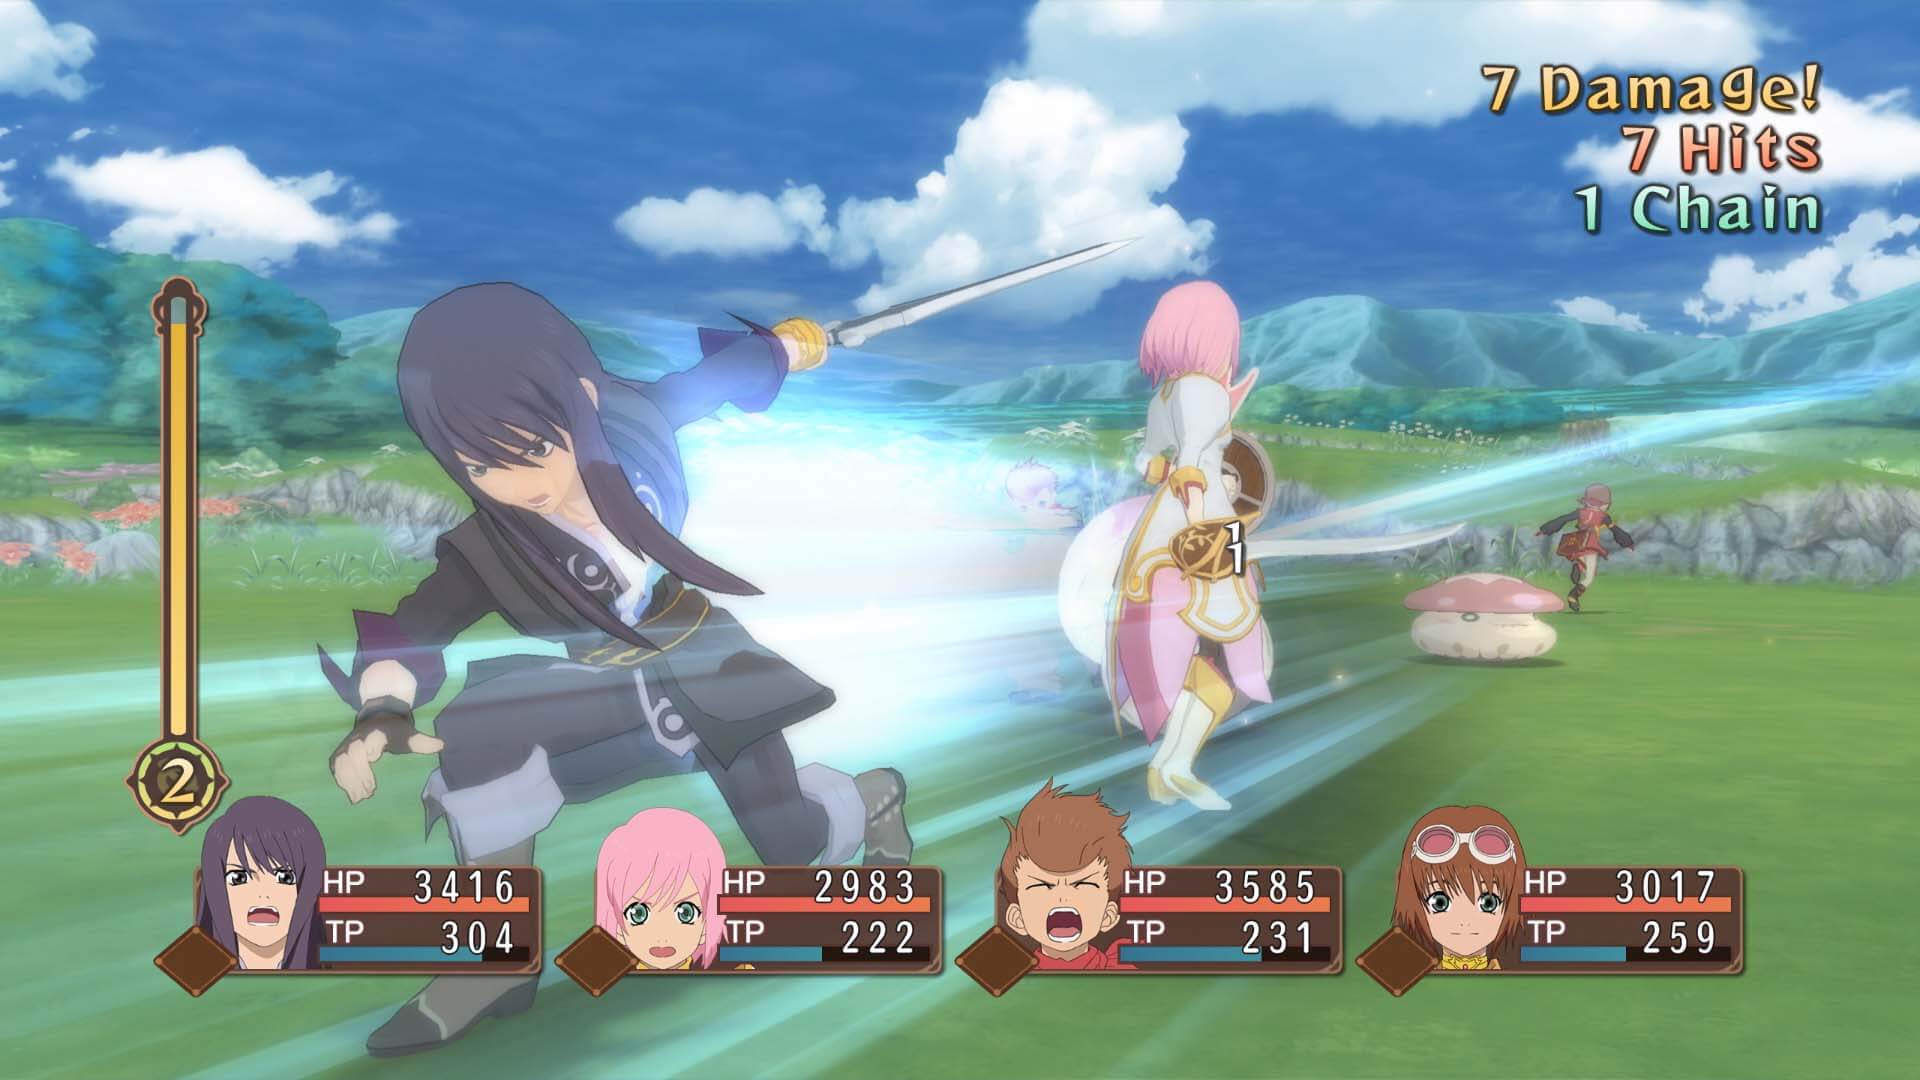 7 Damage!
7 Hits
1 Chain
1
1
2
HP 3416
TP 304
HP 2983
TP 222
HP 3585
TP 231
HP 3017
TP 259